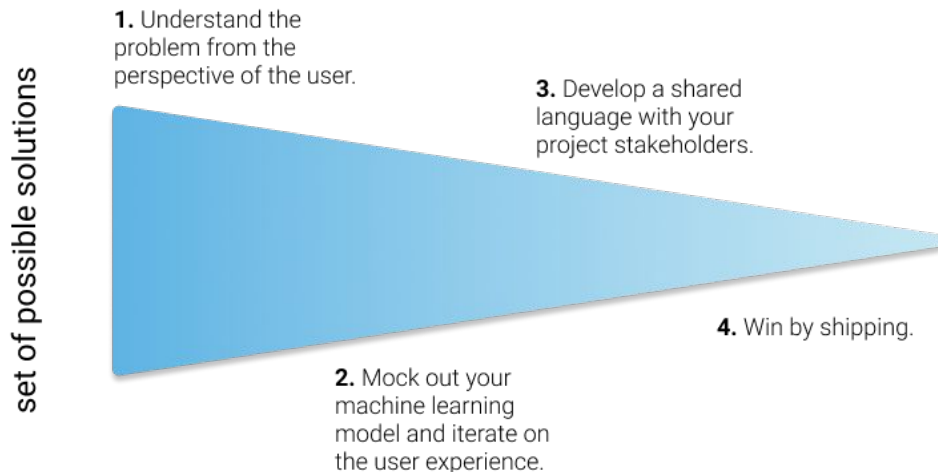 set of possible solutions
1. Understand the
problem from the
perspective of the user.
3. Develop a shared
language with your
project stakeholders.
2. Mock out your
machine learning
model and iterate on
the user experience.
4. Win by shipping.